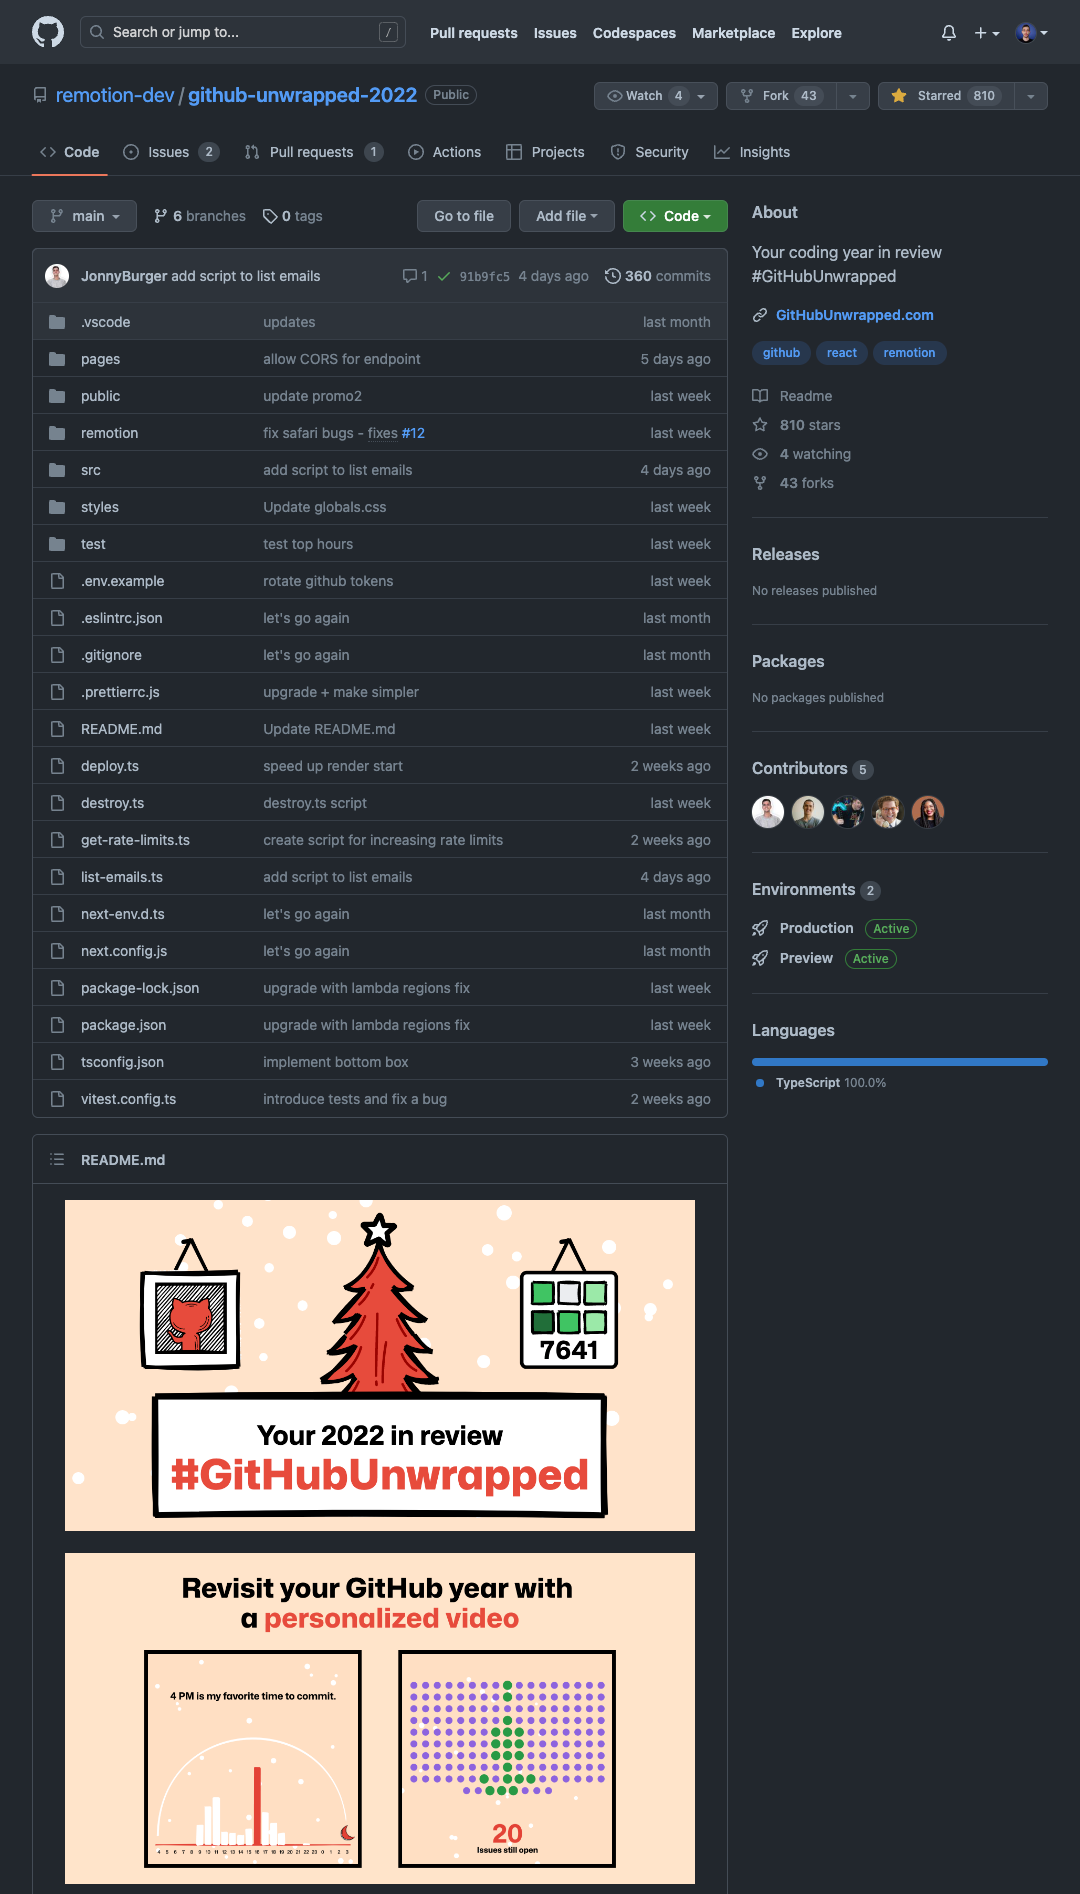 Search or jump to... /
Pull requests Issues Codespaces Marketplace Explore
remotion-dev / github-unwrapped-2022 Public
Watch 4 Fork 43 Starred 810
Code Issues 2 Pull requests 1 Actions Projects Security Insights
main 6 branches 0 tags Go to file Add file Code
JonnyBurger add script to list emails 1 91b9fc5 4 days ago 360 commits
.vscode updates last month
pages allow CORS for endpoint 5 days ago
public update promo2 last week
remotion fix safari bugs - fixes #12 last week
src add script to list emails 4 days ago
styles Update globals.css last week
test test top hours last week
.env.example rotate github tokens last week
.eslintrc.json let's go again last month
.gitignore let's go again last month
.prettierrc.js upgrade + make simpler last week
README.md Update README.md last week
deploy.ts speed up render start 2 weeks ago
destroy.ts destroy.ts script last week
get-rate-limits.ts create script for increasing rate limits 2 weeks ago
list-emails.ts add script to list emails 4 days ago
next-env.d.ts let's go again last month
next.config.js let's go again last month
package-lock.json upgrade with lambda regions fix last week
package.json upgrade with lambda regions fix last week
tsconfig.json implement bottom box 3 weeks ago
vitest.config.ts introduce tests and fix a bug 2 weeks ago
README.md
7641
Your 2022 in review
#GitHubUnwrapped
Revisit your GitHub year with
a personalized video
4 PM is my favorite time to commit.
4 5 6 7 8 9 10 11 12 13 14 15 16 17 18 19 20 21 22 23 0 1 2 3
20
Issues still open
About
Your coding year in review
#GitHubUnwrapped
GitHubUnwrapped.com
github react remotion
Readme
810 stars
4 watching
43 forks
Releases
No releases published
Packages
No packages published
Contributors 5
Environments 2
Production Active
Preview Active
Languages
TypeScript 100.0%